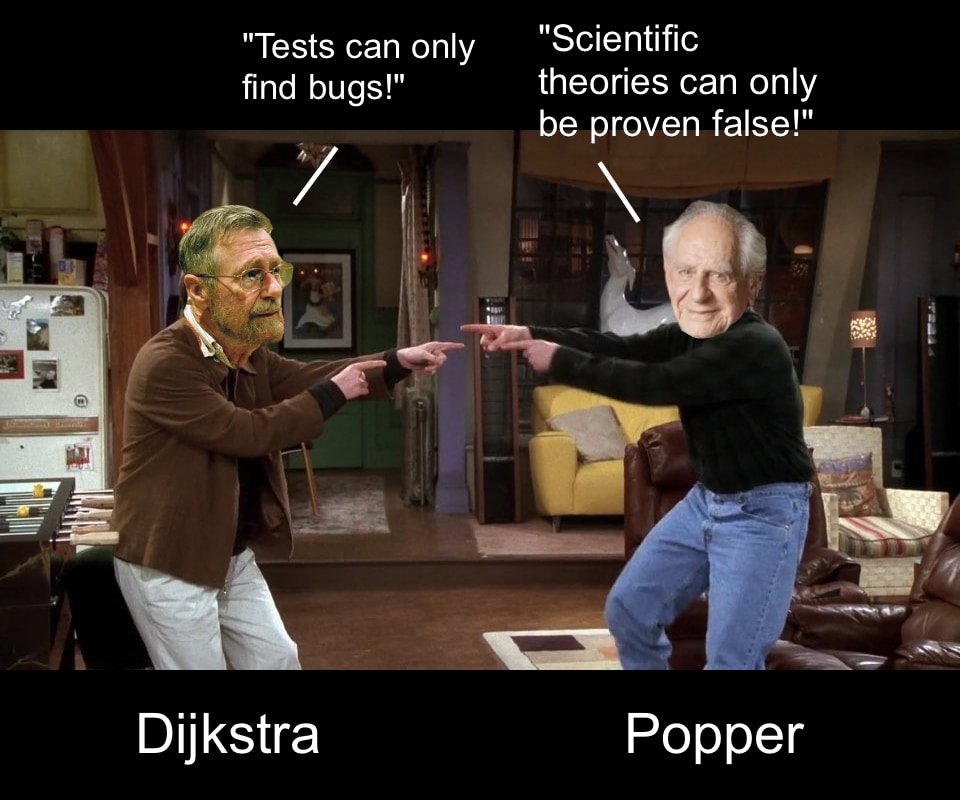 "Tests can only
find bugs!"
"Scientific
theories can only
be proven false!"
Dijkstra
Popper